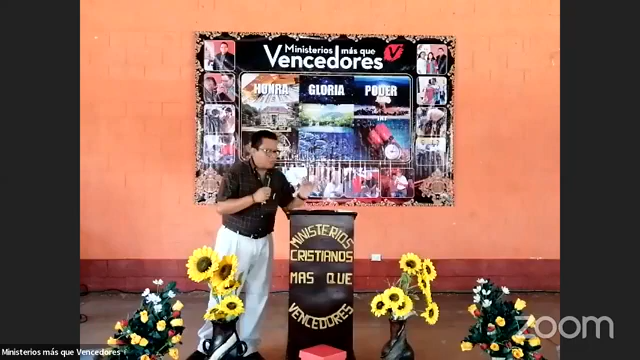 Ministerios más que
Vencedores
HONRA GLORIA PODER
MINISTERIOS
CRISTIANOS
MAS QUE
VENCEDORES
Ministerios más que Vencedores
zoom